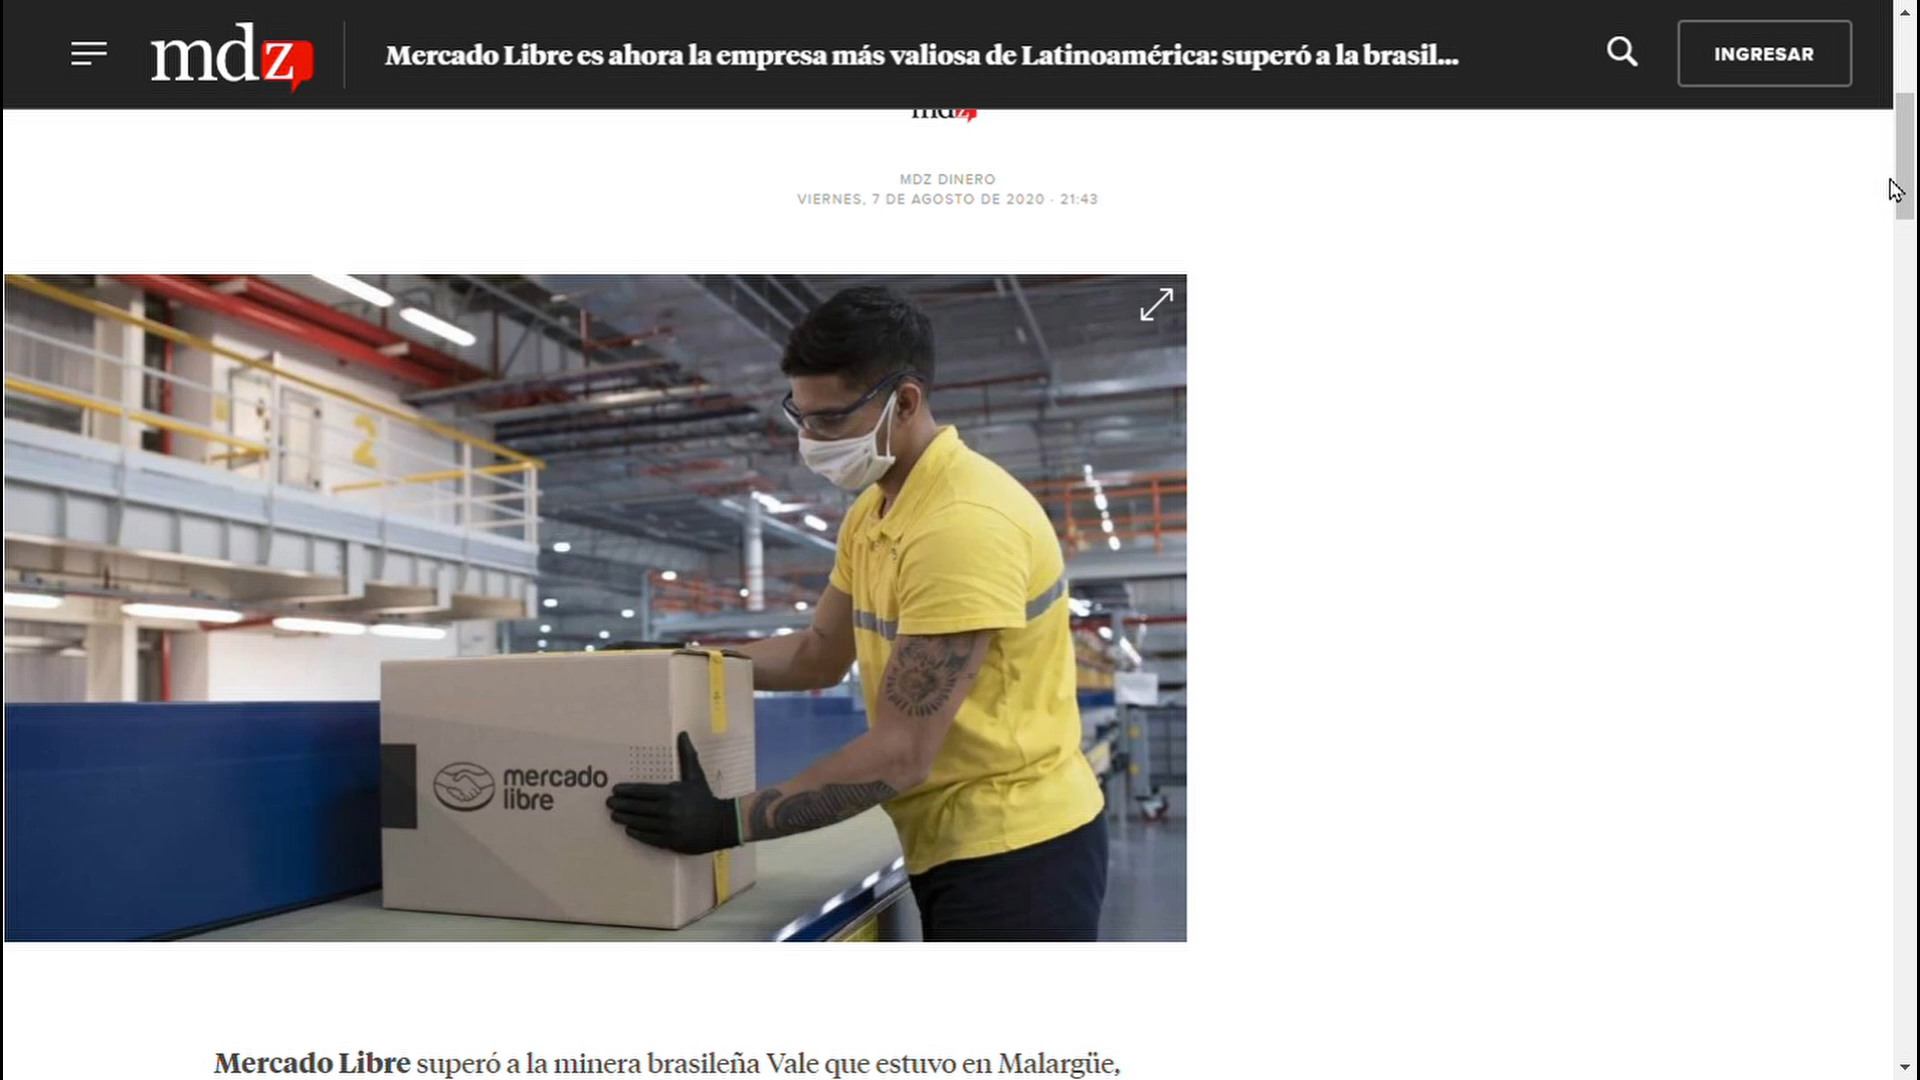 mdz
Mercado Libre es ahora la empresa más valiosa de Latinoamérica: superó a la brasil...
INGRESAR
mdz
MDZ DINERO
VIERNES, 7 DE AGOSTO DE 2020 · 21:43
2
mercado
libre
Mercado Libre superó a la minera brasileña Vale que estuvo en Malargüe,